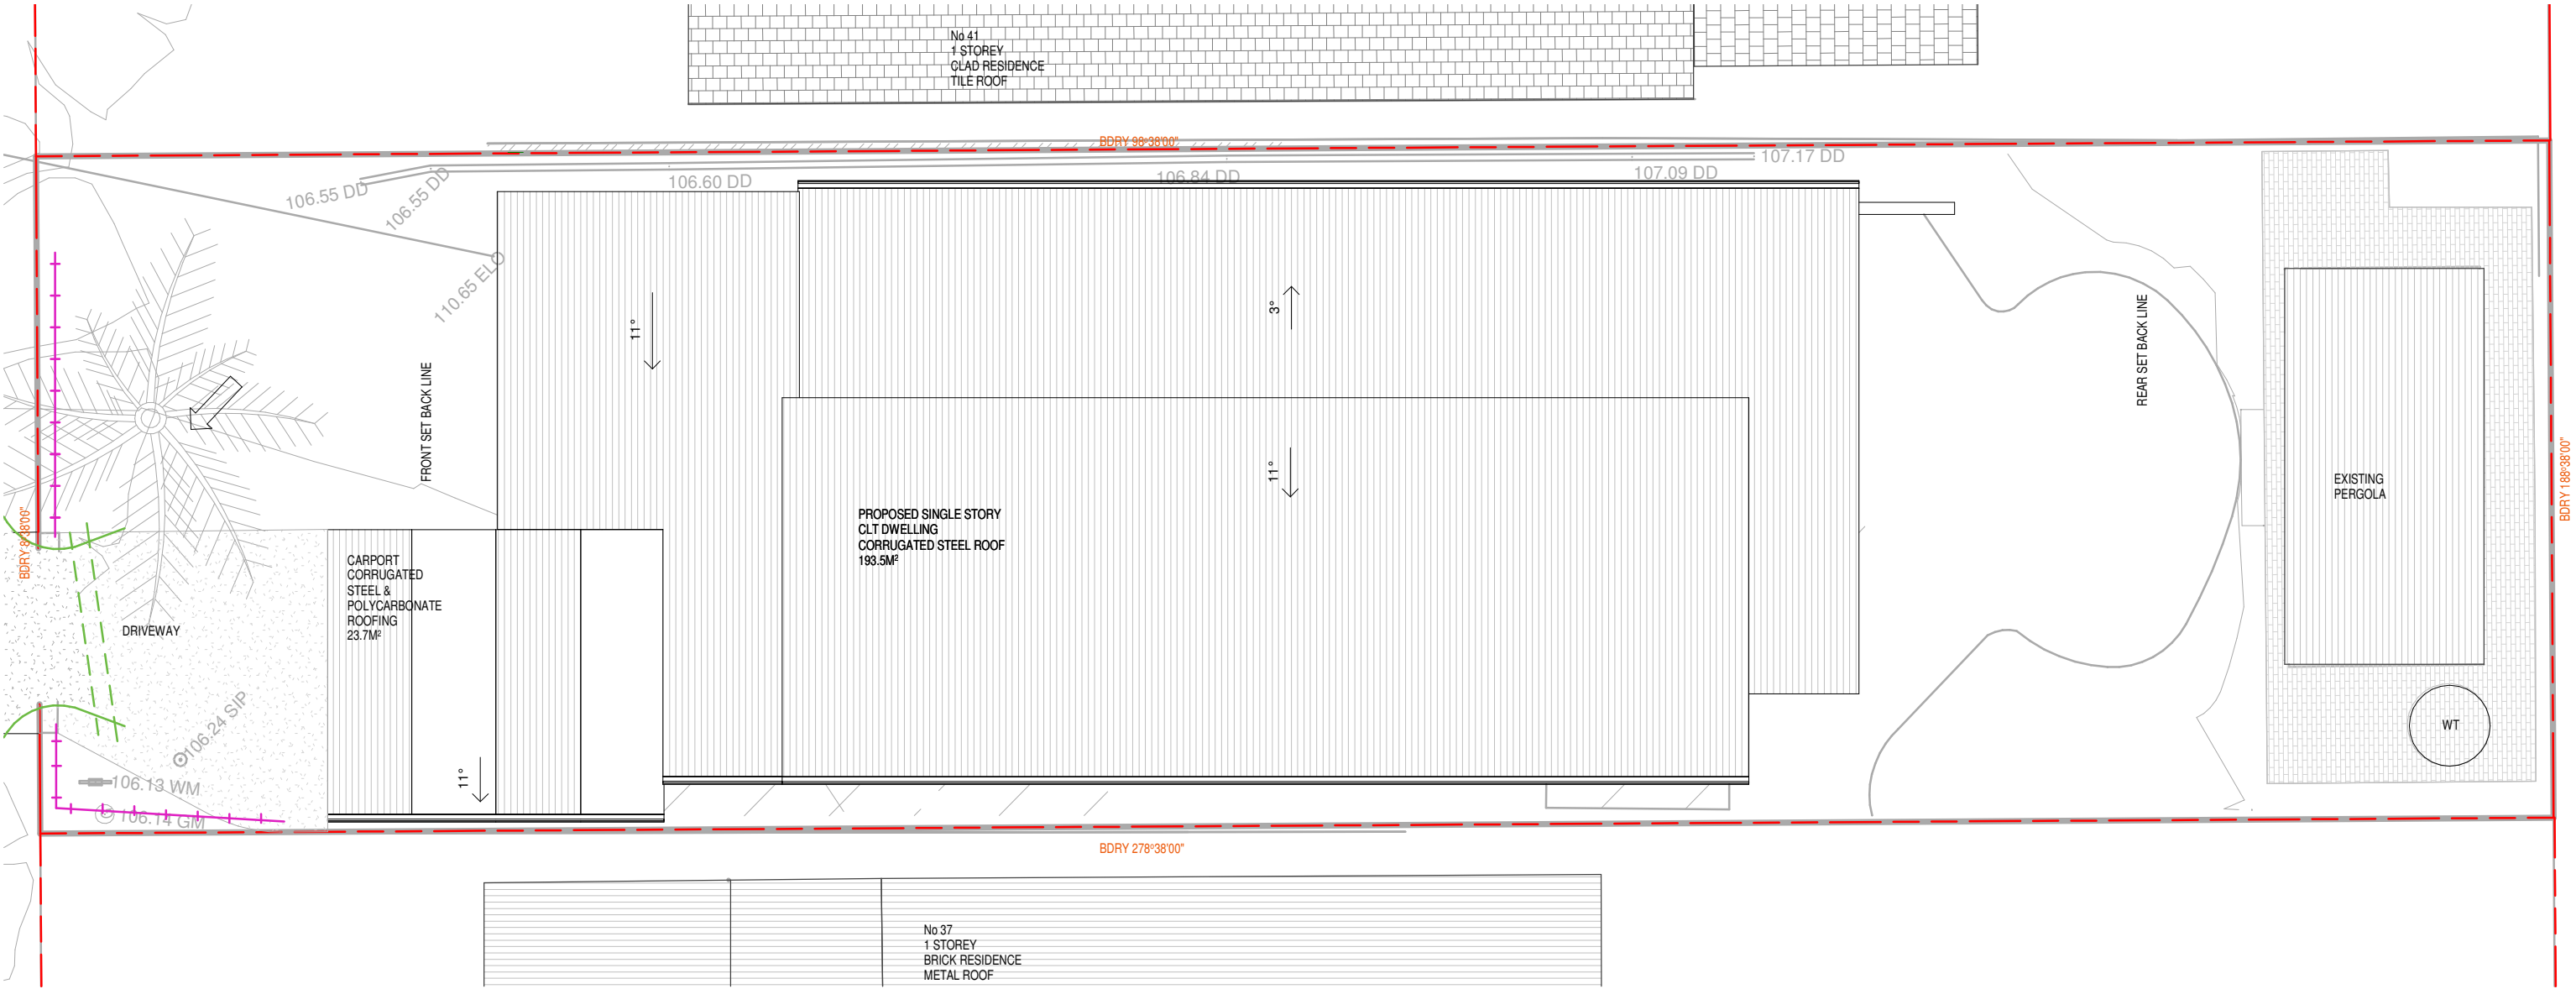 No 41
1 STOREY
CLAD RESIDENCE
TILE ROOF
BDRY 98°38'00"
107.17 DD
106.55 DD
106.55 DD
106.60 DD
106.84 DD
107.09 DD
110.65 ELO
11°
3°
11°
FRONT SET BACK LINE
REAR SET BACK LINE
BDRY 8°38'00"
BDRY 188°38'00"
EXISTING
PERGOLA
PROPOSED SINGLE STORY
CLT DWELLING
CORRUGATED STEEL ROOF
193.5M²
CARPORT
CORRUGATED
STEEL &
POLYCARBONATE
ROOFING
23.7M²
DRIVEWAY
106.24 SIP
WT
11°
106.13 WM
106.14 GM
BDRY 278°38'00"
No 37
1 STOREY
BRICK RESIDENCE
METAL ROOF